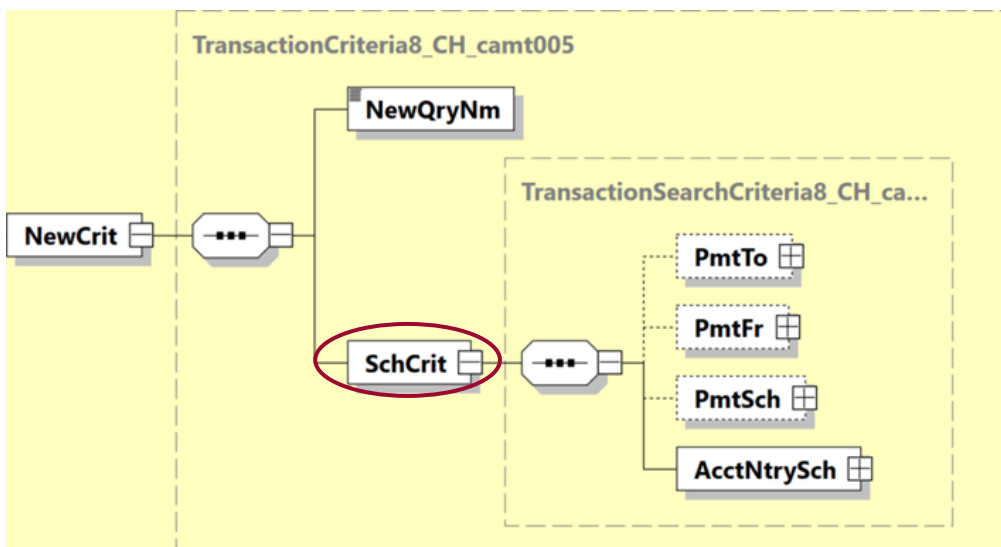 TransactionCriteria8_CH_camt005
NewQryNm
TransactionSearchCriteria8_CH_ca...
NewCrit
PmtTo
PmtFr
SchCrit
PmtSch
AcctNtrySch